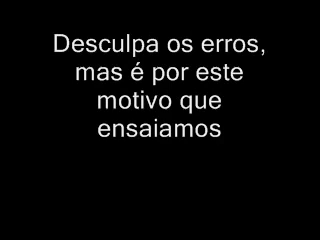 Desculpa os erros,
mas é por este
motivo que
ensaiamos